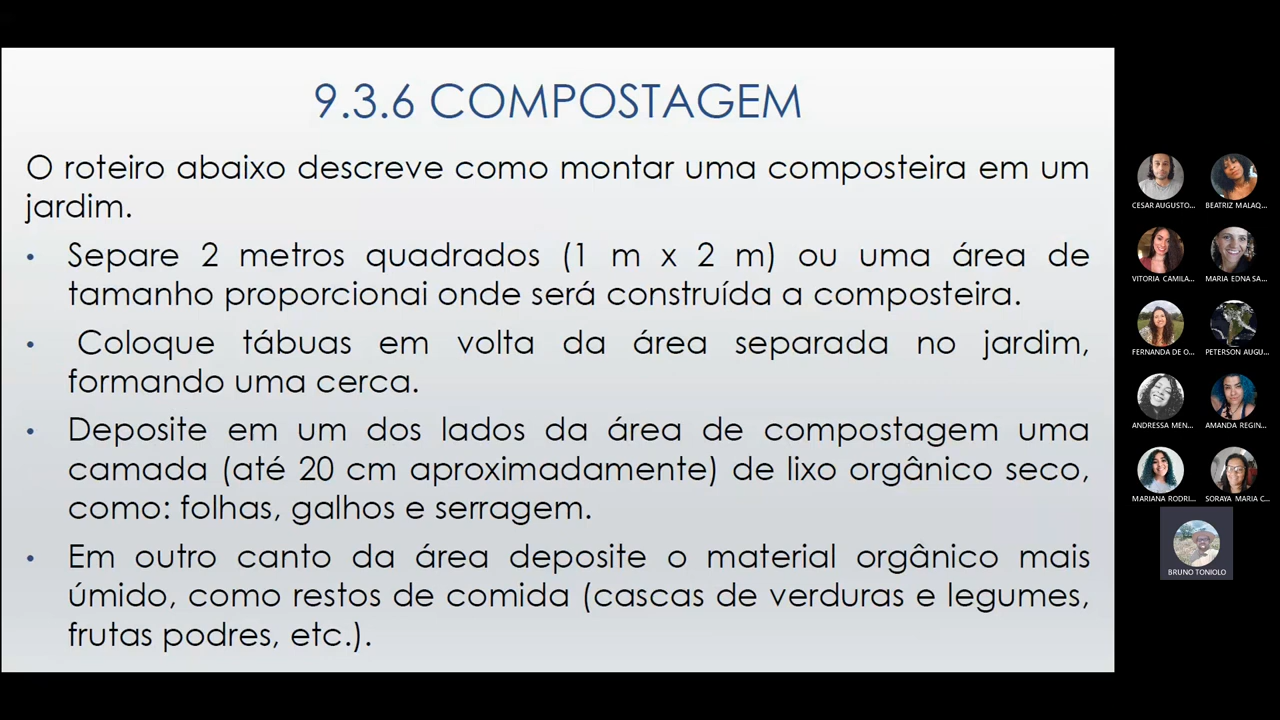 9.3.6 COMPOSTAGEM
O roteiro abaixo descreve como montar uma composteira em um
jardim.
• Separe 2 metros quadrados (1 m x 2 m) ou uma área de
tamanho proporcionai onde será construída a composteira.
• Coloque tábuas em volta da área separada no jardim,
formando uma cerca.
• Deposite em um dos lados da área de compostagem uma
camada (até 20 cm aproximadamente) de lixo orgânico seco,
como: folhas, galhos e serragem.
• Em outro canto da área deposite o material orgânico mais
úmido, como restos de comida (cascas de verduras e legumes,
frutas podres, etc.).
CESAR AUGUSTO...
BEATRIZ MALAQ...
VITORIA CAMILA...
MARIA EDNA SA...
FERNANDA DE O...
PETERSON AUGU...
ANDRESSA MEN...
AMANDA REGIN...
MARIANA RODRI...
SORAYA MARIA C...
BRUNO TONIOLO